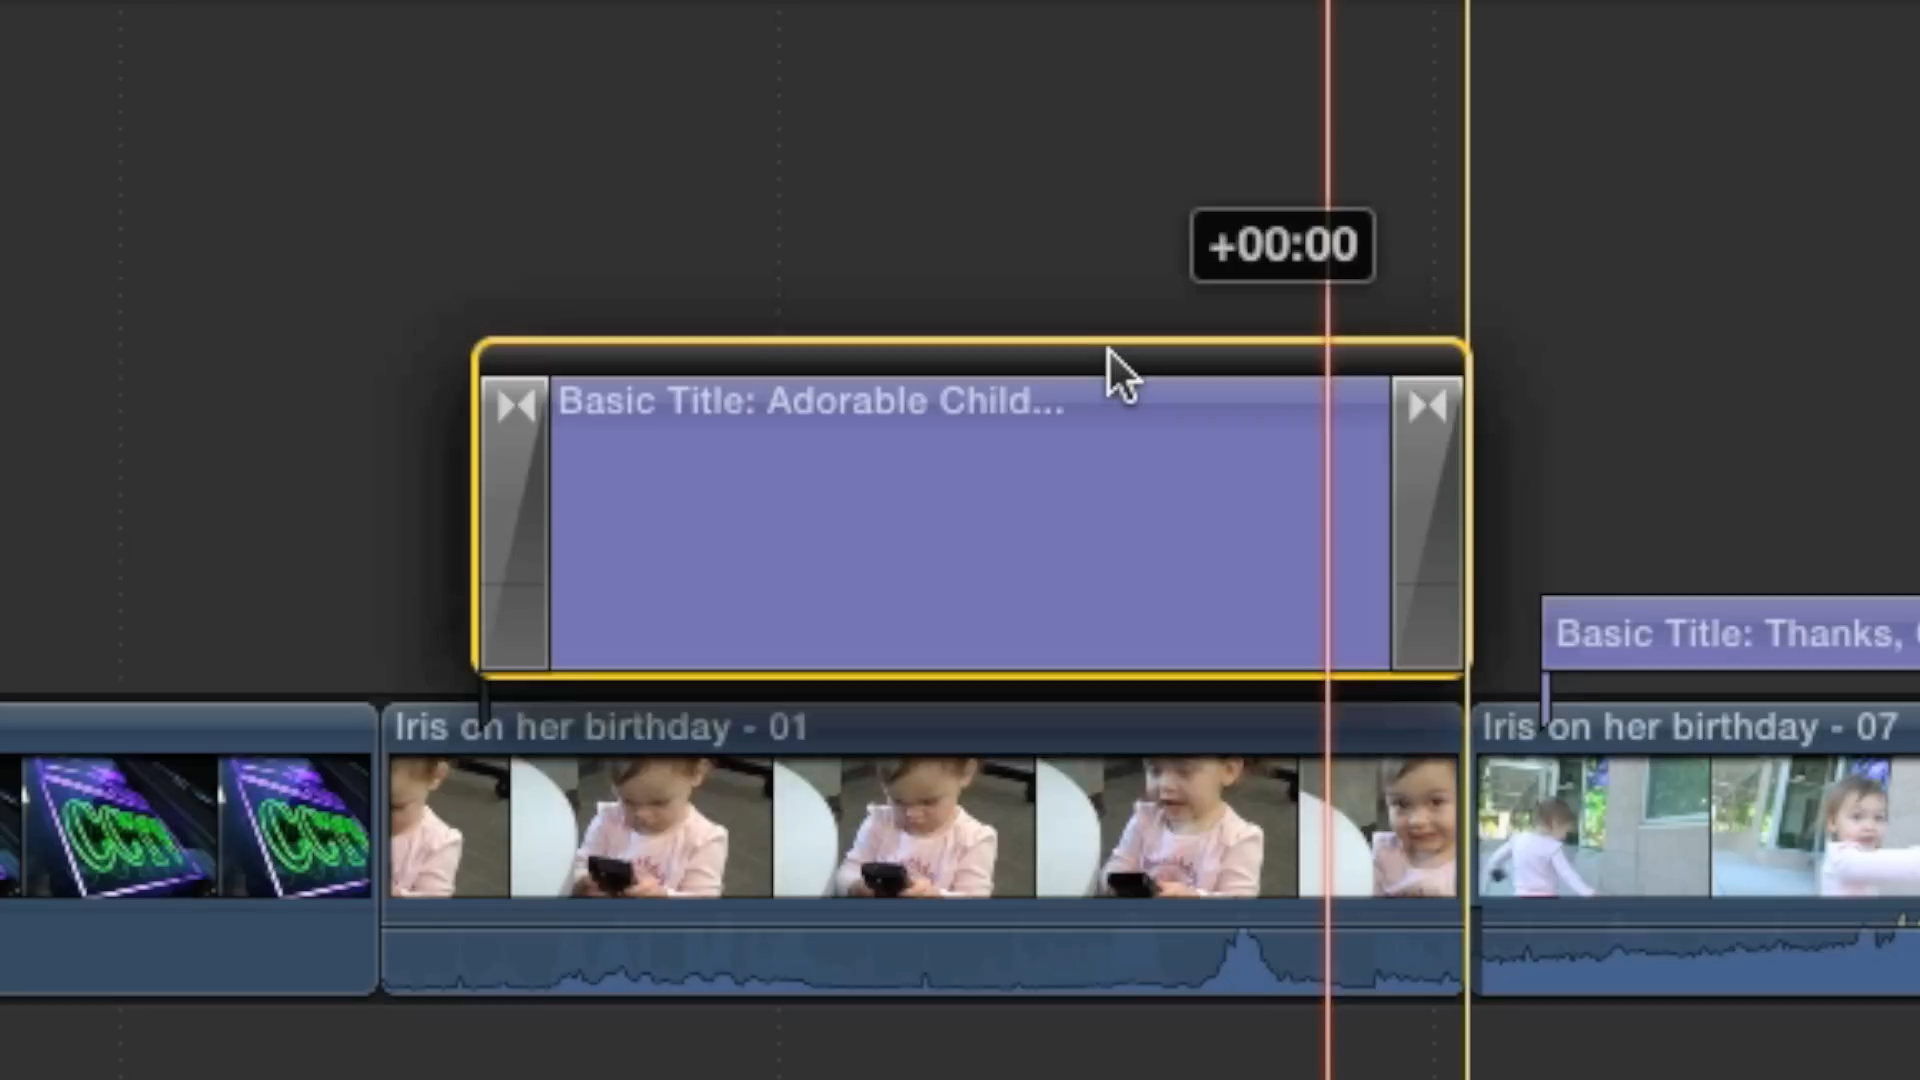 +00:00
Basic Title: Adorable Child...
Basic Title: Thanks,
Iris on her birthday - 01
Iris on her birthday - 07